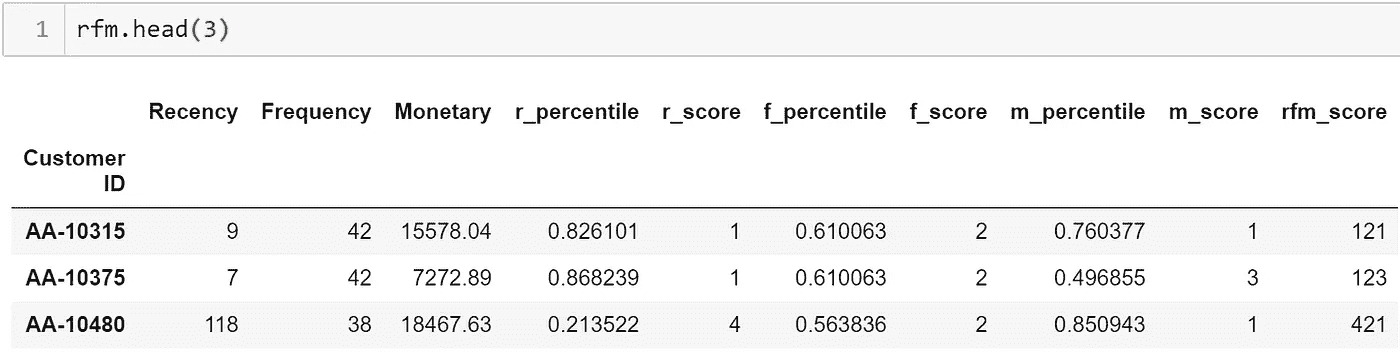 1 rfm.head(3)
Recency Frequency Monetary r_percentile r_score f_percentile f_score m_percentile m_score rfm_score
Customer
ID
AA-10315 9 42 15578.04 0.826101 1 0.610063 2 0.760377 1 121
AA-10375 7 42 7272.89 0.868239 1 0.610063 2 0.496855 3 123
AA-10480 118 38 18467.63 0.213522 4 0.563836 2 0.850943 1 421